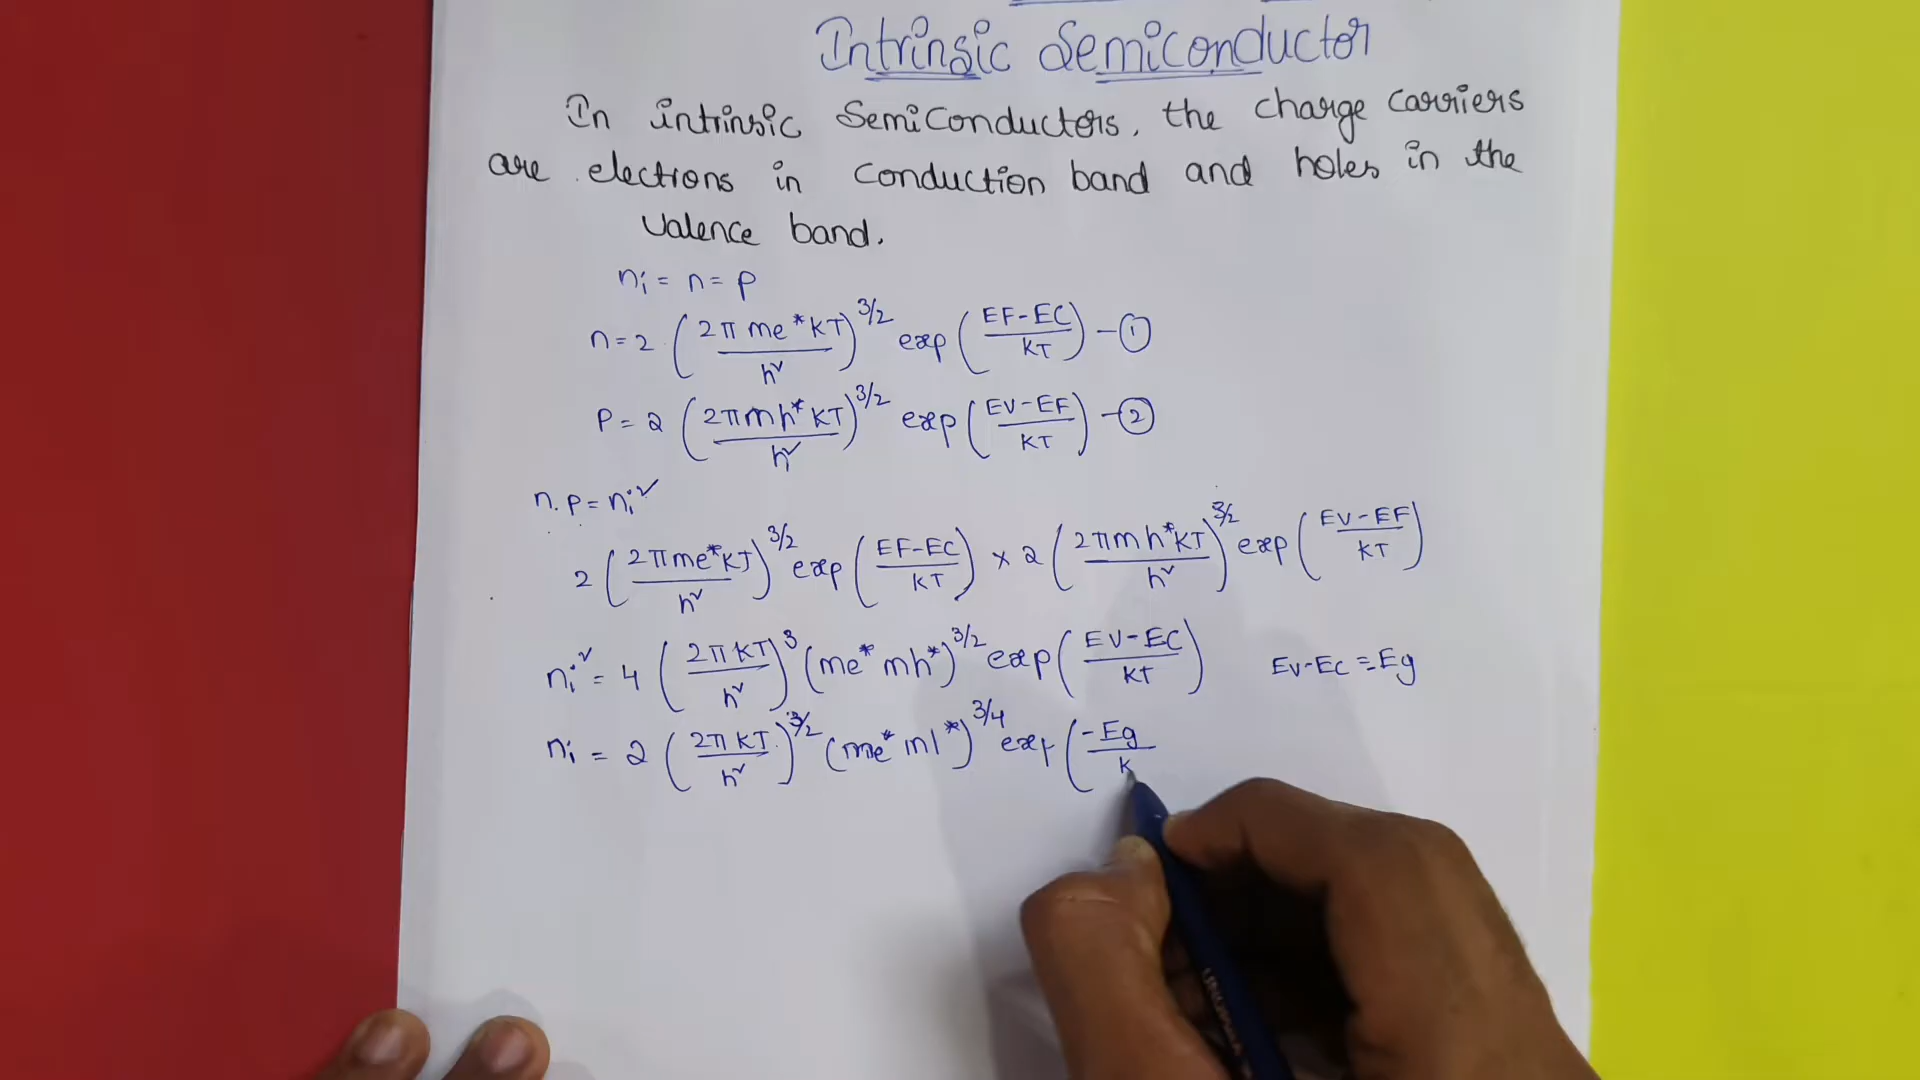 Intrinsic Semiconductor
In intrinsic SemiConductors, the charge carriers
are elections in conduction band and holes in the
Valence band.
ni = n = p
n = 2 (2π me* KT / h²)^3/2 exp (EF-EC / KT) - ①
P = 2 (2π mh* KT / h²)^3/2 exp (EV-EF / KT) - ②
n.p = ni²
2 (2π me* KT / h²)^3/2 exp (EF-EC / KT) × 2 (2π mh* KT / h²)^3/2 exp (EV-EF / KT)
ni² = 4 (2π KT / h²)^3 (me* mh*)^3/2 exp (EV-EC / KT) Ev-Ec = Eg
ni = 2 (2π KT / h²)^3/2 (me* mh*)^3/4 exp (-Eg / K